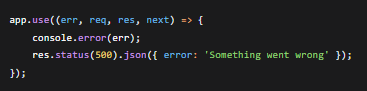 app.use((err, req, res, next) => {
    console.error(err);
    res.status(500).json({ error: 'Something went wrong' });
});